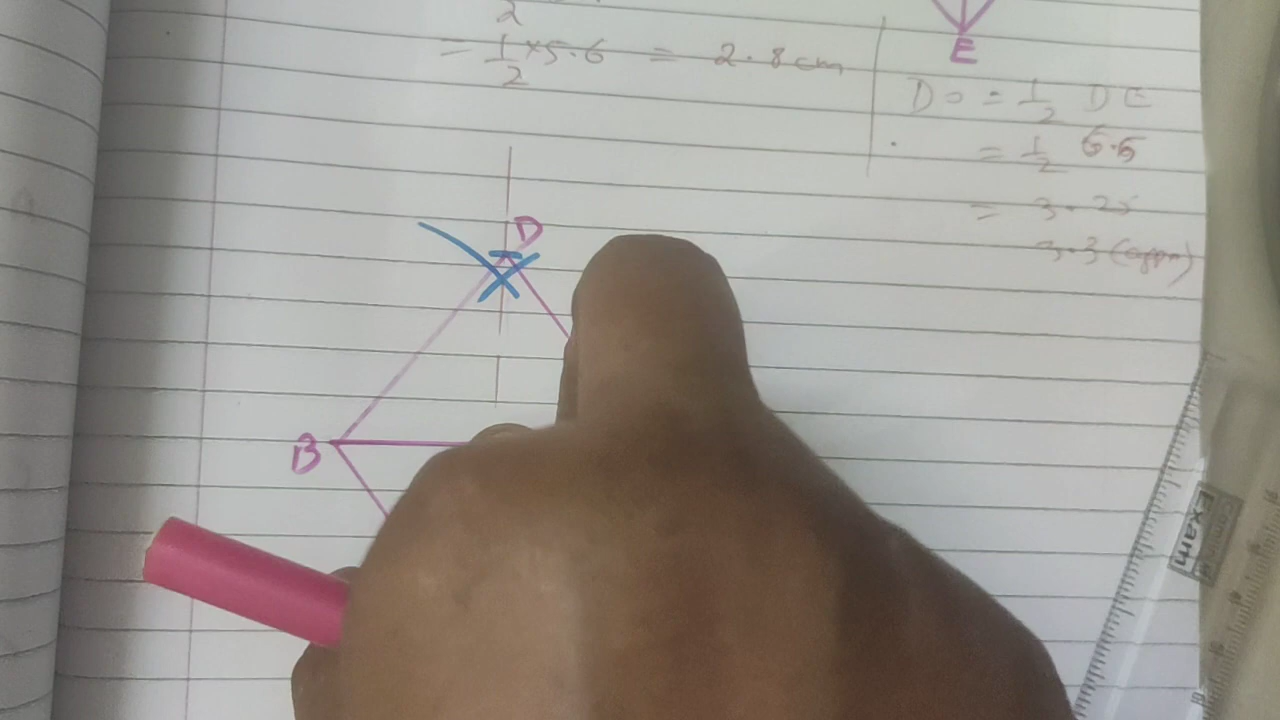 2
= 1/2 × 5.6 = 2.8 cm
E
DO = 1/2 DE
= 1/2 6.5
= 3.25
3.3 (appr)
D
B
Exam